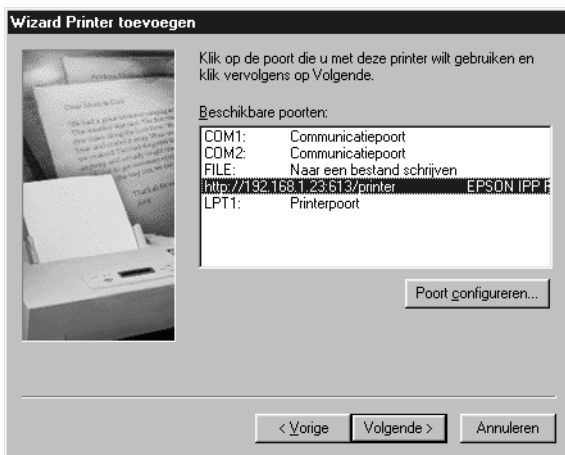 Wizard Printer toevoegen
Klik op de poort die u met deze printer wilt gebruiken en
klik vervolgens op Volgende.
Beschikbare poorten:
COM1: Communicatiepoort
COM2: Communicatiepoort
FILE: Naar een bestand schrijven
http://192.168.1.23:613/printer EPSON IPP
LPT1: Printerpoort
Poort configureren...
< Vorige
Volgende >
Annuleren